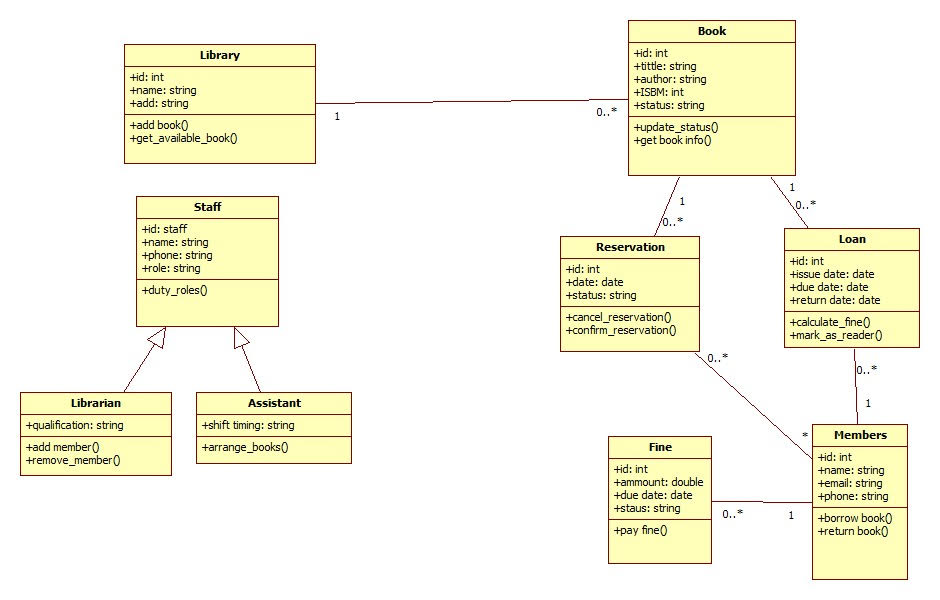 Library
+id: int
+name: string
+add: string
+add book()
+get_available_book()
1
0..*
Book
+id: int
+tittle: string
+author: string
+ISBM: int
+status: string
+update_status()
+get book info()
1
0..*
1
0..*
Staff
+id: staff
+name: string
+phone: string
+role: string
+duty_roles()
Reservation
+id: int
+date: date
+status: string
+cancel_reservation()
+confirm_reservation()
Loan
+id: int
+issue date: date
+due date: date
+return date: date
+calculate_fine()
+mark_as_reader()
0..*
*
0..*
1
Librarian
+qualification: string
+add member()
+remove_member()
Assistant
+shift timing: string
+arrange_books()
Fine
+id: int
+ammount: double
+due date: date
+staus: string
+pay fine()
0..*
1
Members
+id: int
+name: string
+email: string
+phone: string
+borrow book()
+return book()